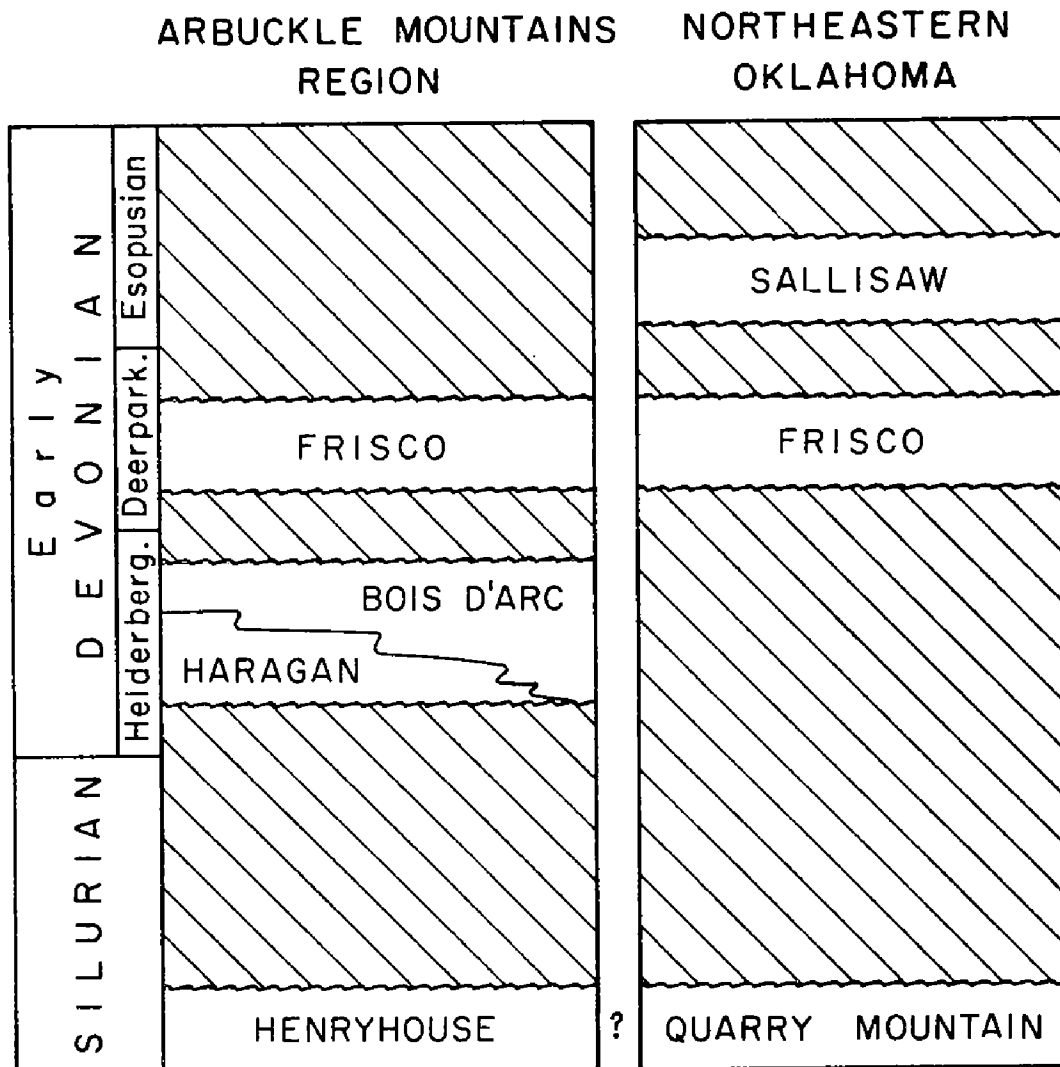 ARBUCKLE MOUNTAINS
REGION
NORTHEASTERN
OKLAHOMA
Early
DEVONIAN
SILURIAN
Esopusian
Deerpark.
Helderberg.
FRISCO
BOIS D'ARC
HARAGAN
HENRYHOUSE
?
SALLISAW
FRISCO
QUARRY MOUNTAIN